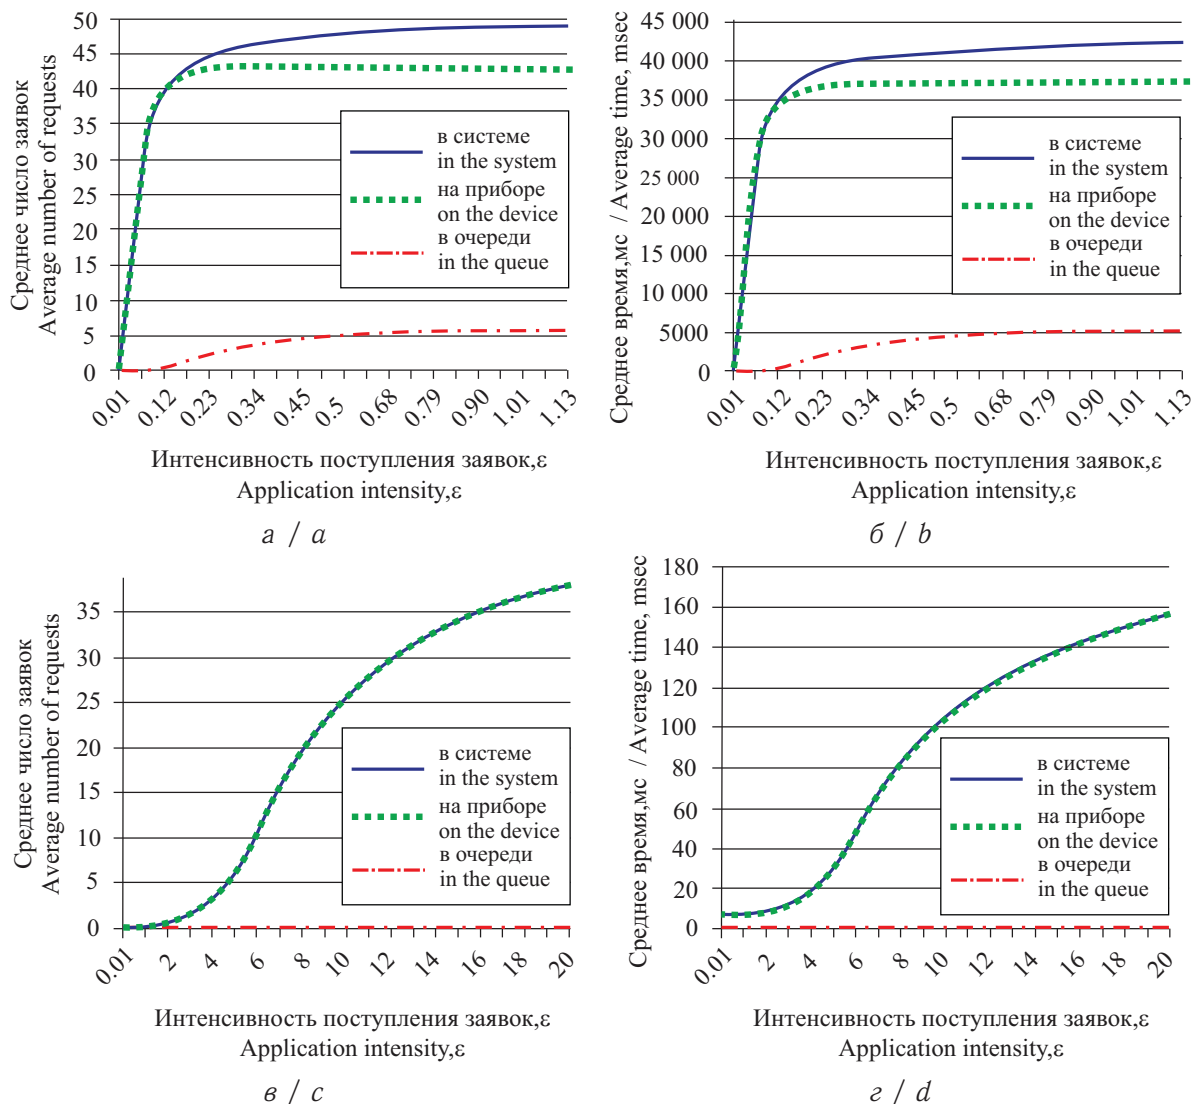 Среднее число заявок
Average number of requests
50
45
40
35
30
25
20
15
10
5
0
в системе
in the system
на приборе
on the device
в очереди
in the queue
0.01
0.12
0.23
0.34
0.45
0.5
0.68
0.79
0.90
1.01
1.13
Интенсивность поступления заявок,ε
Application intensity,ε
а / a
Среднее время,мс / Average time, msec
45 000
40 000
35 000
30 000
25 000
20 000
15 000
10 000
5000
0
в системе
in the system
на приборе
on the device
в очереди
in the queue
0.01
0.12
0.23
0.34
0.45
0.5
0.68
0.79
0.90
1.01
1.13
Интенсивность поступления заявок,ε
Application intensity,ε
б / b
Среднее число заявок
Average number of requests
35
30
25
20
15
10
5
0
в системе
in the system
на приборе
on the device
в очереди
in the queue
0.01
2
4
6
8
10
12
14
16
18
20
Интенсивность поступления заявок,ε
Application intensity,ε
в / c
Среднее время,мс / Average time, msec
180
160
140
120
100
80
60
40
20
0
в системе
in the system
на приборе
on the device
в очереди
in the queue
0.01
2
4
6
8
10
12
14
16
18
20
Интенсивность поступления заявок,ε
Application intensity,ε
г / d